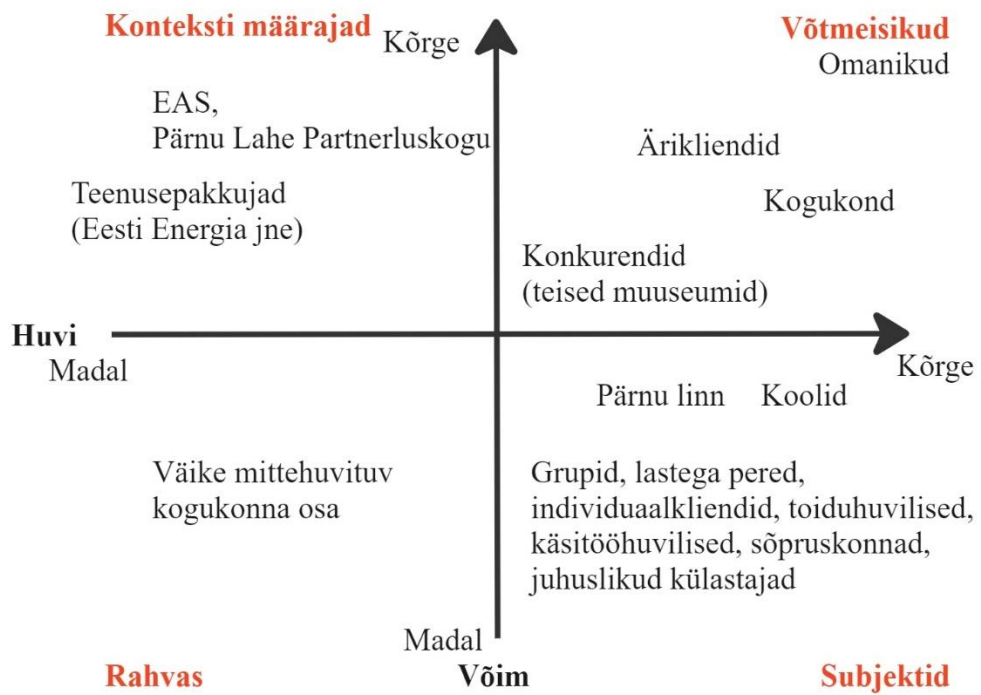 Konteksti määrajad
Kõrge
Võtmeisikud
Omanikud
EAS,
Pärnu Lahe Partnerluskogu
Ärikliendid
Teenusepakkujad
(Eesti Energia jne)
Kogukond
Konkurendid
(teised muuseumid)
Huvi
Madal
Kõrge
Pärnu linn
Koolid
Väike mittehuvituv
kogukonna osa
Grupid, lastega pered,
individuaalkliendid, toiduhuvilised,
käsitööhuvilised, sõpruskonnad,
juhuslikud külastajad
Madal
Rahvas
Võim
Subjektid